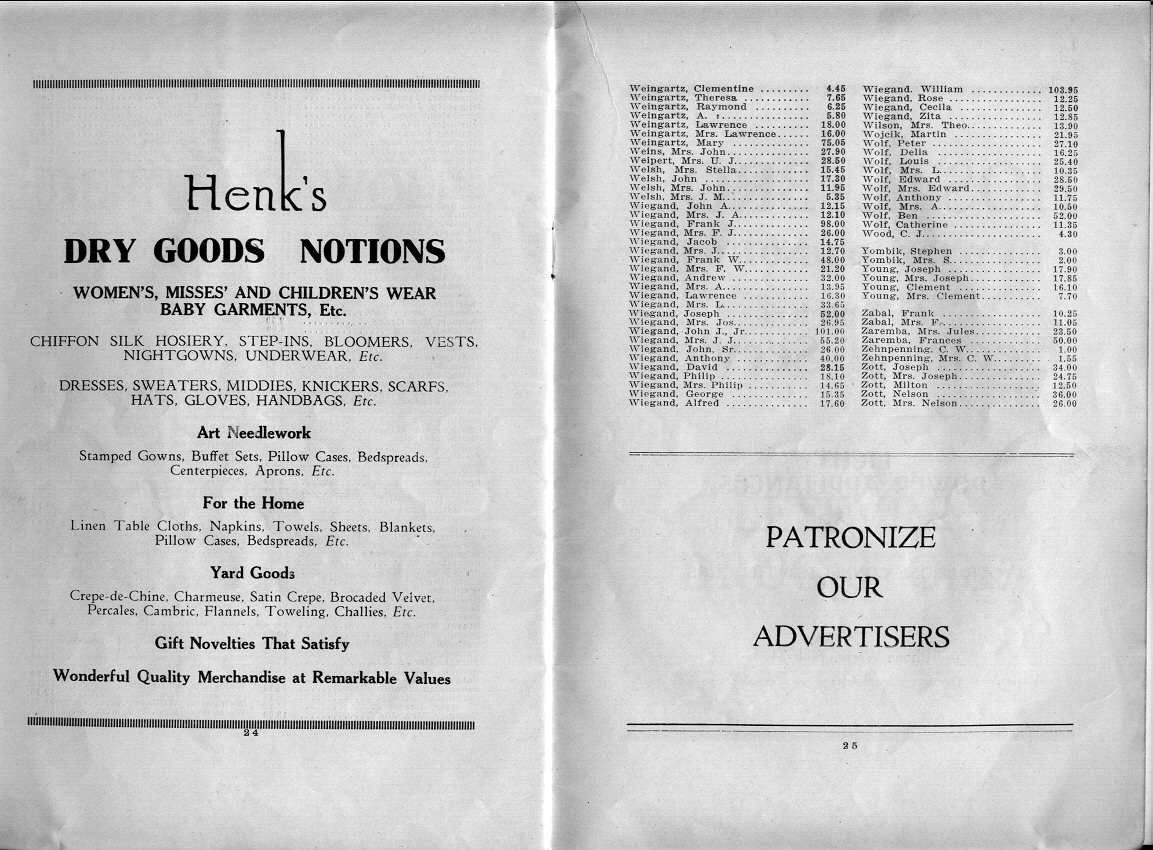 Henk's
DRY GOODS NOTIONS
WOMEN'S, MISSES' AND CHILDREN'S WEAR
BABY GARMENTS, Etc.
CHIFFON SILK HOSIERY, STEP-INS, BLOOMERS, VESTS,
NIGHTGOWNS, UNDERWEAR, Etc.
DRESSES, SWEATERS, MIDDIES, KNICKERS, SCARFS,
HATS, GLOVES, HANDBAGS, Etc.
Art Needlework
Stamped Gowns, Buffet Sets, Pillow Cases, Bedspreads,
Centerpieces, Aprons, Etc.
For the Home
Linen Table Cloths, Napkins, Towels, Sheets, Blankets,
Pillow Cases, Bedspreads, Etc.
Yard Goods
Crepe-de-Chine, Charmeuse, Satin Crepe, Brocaded Velvet,
Percales, Cambric, Flannels, Toweling, Challies, Etc.
Gift Novelties That Satisfy
Wonderful Quality Merchandise at Remarkable Values
24
Weingartz, Clementine ......... 4.45
Weingartz, Theresa ........... 7.65
Weingartz, Raymond .......... 6.25
Weingartz, A. ............... 5.80
Weingartz, Lawrence ......... 18.00
Weingartz, Mrs. Lawrence..... 16.00
Weingartz, Mary ............. 75.05
Weins, Mrs. John............. 27.90
Weipert, Mrs. U. J........... 28.50
Welsh, Mrs. Stella........... 15.45
Welsh, John ................. 17.30
Welsh, Mrs. John............. 11.95
Welsh, Mrs. J. M............. 5.35
Wiegand, John A.............. 12.15
Wiegand, Mrs. J. A........... 12.10
Wiegand, Frank J............. 98.00
Wiegand, Mrs. F. J........... 26.00
Wiegand, Jacob .............. 14.75
Wiegand, Mrs. J.............. 12.70
Wiegand, Frank W............. 48.00
Wiegand, Mrs. F. W........... 21.20
Wiegand, Andrew ............. 32.00
Wiegand, Mrs. A.............. 13.95
Wiegand, Lawrence ........... 16.30
Wiegand, Mrs. L.............. 33.65
Wiegand, Joseph ............. 52.00
Wiegand, Mrs. Jos............ 26.95
Wiegand, John J., Jr......... 101.00
Wiegand, Mrs. J. J........... 55.20
Wiegand, John, Sr............ 26.00
Wiegand, Anthony ............ 40.00
Wiegand, David .............. 28.15
Wiegand, Philip ............. 18.10
Wiegand, Mrs. Philip ........ 14.65
Wiegand, George ............. 15.35
Wiegand, Alfred ............. 17.60
Wiegand, William ............ 103.95
Wiegand, Rose ............... 12.25
Wiegand, Cecila ............. 12.50
Wiegand, Zita ............... 12.85
Wilson, Mrs. Theo............ 13.90
Wojcik, Martin .............. 21.95
Wolf, Peter ................. 27.10
Wolf, Delia ................. 16.25
Wolf, Louis ................. 25.40
Wolf, Mrs. L................. 10.35
Wolf, Edward ................ 28.50
Wolf, Mrs. Edward............ 29.50
Wolf, Anthony ............... 11.75
Wolf, Mrs. A................. 10.50
Wolf, Ben ................... 52.00
Wolf, Catherine ............. 11.35
Wood, C. J................... 4.30
Yombik, Stephen ............. 3.00
Yombik, Mrs. S............... 2.00
Young, Joseph ............... 17.90
Young, Mrs. Joseph........... 17.85
Young, Clement .............. 16.10
Young, Mrs. Clement.......... 7.70
Zabal, Frank ................ 10.25
Zabal, Mrs. F................ 11.05
Zaremba, Mrs. Jules.......... 23.50
Zaremba, Frances ............ 50.00
Zehnpenning, C. W............ 1.00
Zehnpenning, Mrs. C. W....... 1.55
Zott, Joseph ................ 34.00
Zott, Mrs. Joseph............ 24.75
Zott, Milton ................ 12.50
Zott, Nelson ................ 36.00
Zott, Mrs. Nelson............ 26.00
PATRONIZE
OUR
ADVERTISERS
25